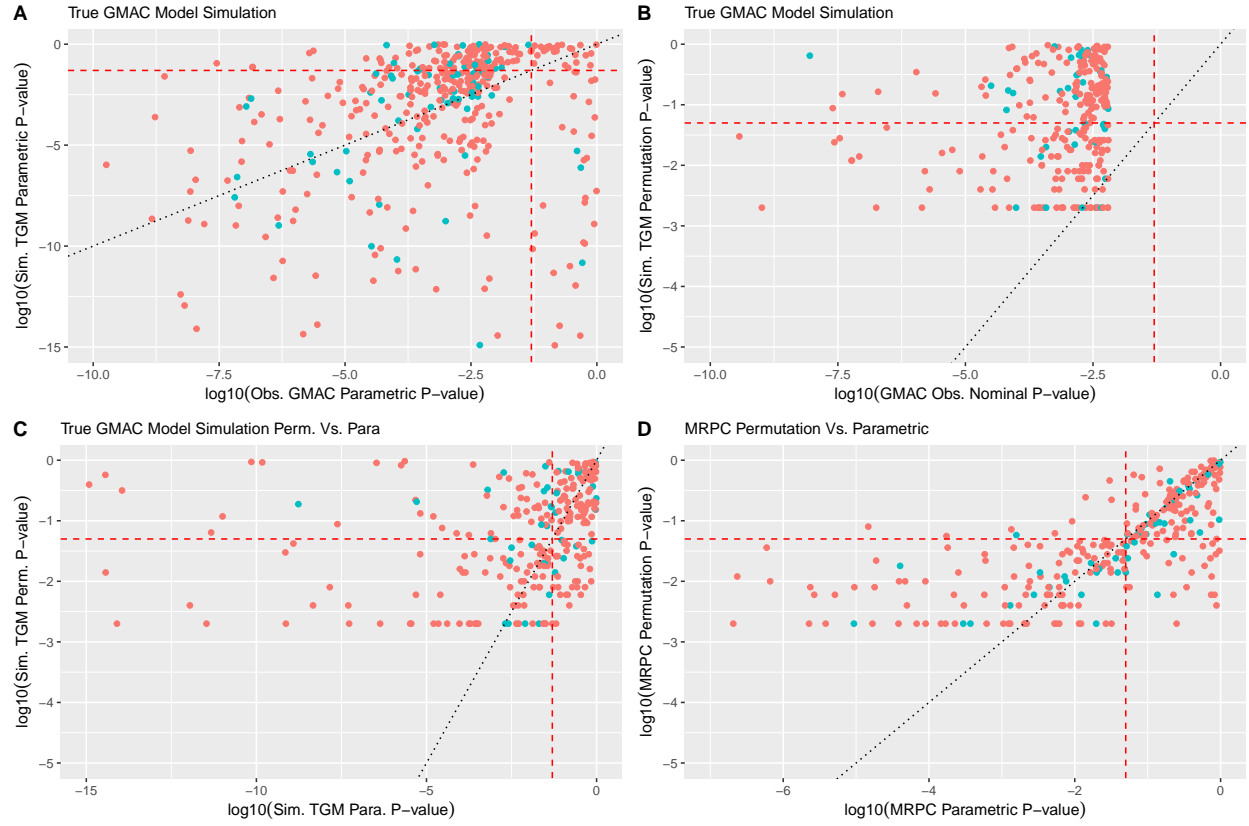 A True GMAC Model Simulation
log10(Sim. TGM Parametric P−value)
0
−5
−10
−15
−10.0 −7.5 −5.0 −2.5 0.0
log10(Obs. GMAC Parametric P−value)
B True GMAC Model Simulation
log10(Sim. TGM Permutation P−value)
0
−1
−2
−3
−4
−5
−10.0 −7.5 −5.0 −2.5 0.0
log10(GMAC Obs. Nominal P−value)
C True GMAC Model Simulation Perm. Vs. Para
log10(Sim. TGM Perm. P−value)
0
−1
−2
−3
−4
−5
−15 −10 −5 0
log10(Sim. TGM Para. P−value)
D MRPC Permutation Vs. Parametric
log10(MRPC Permutation P−value)
0
−1
−2
−3
−4
−5
−6 −4 −2 0
log10(MRPC Parametric P−value)